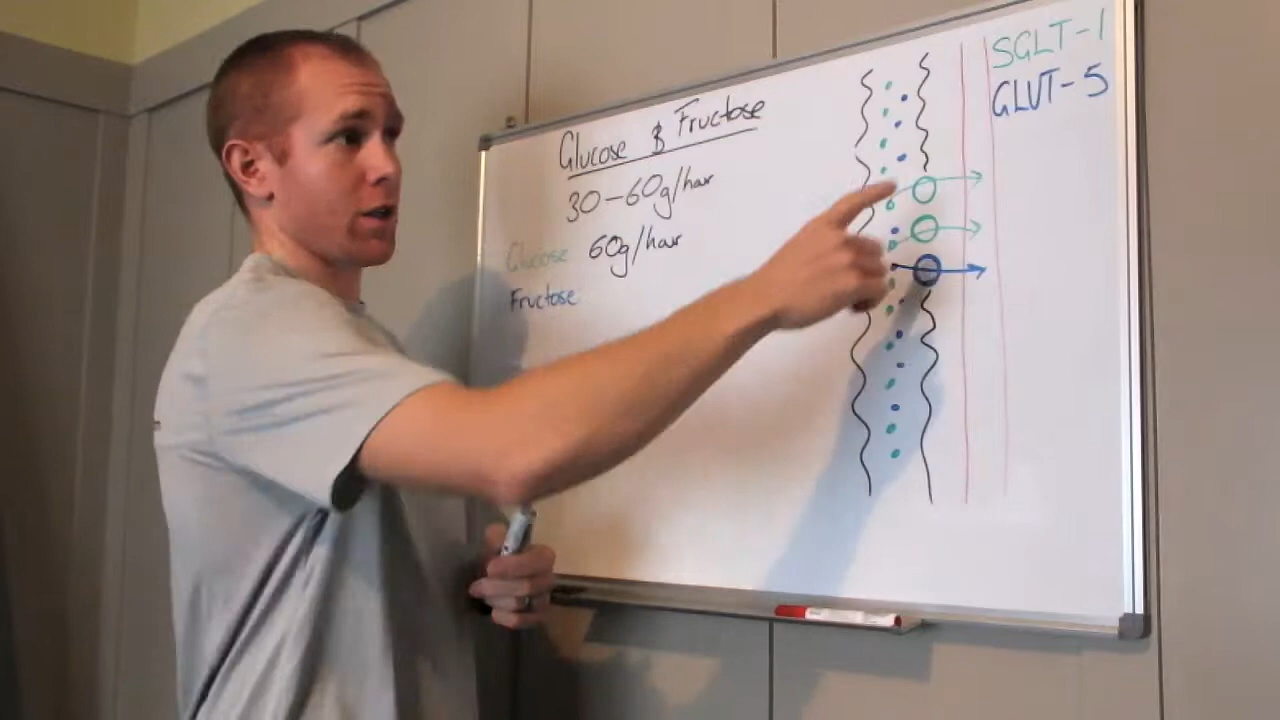 Glucose & Fructose
30-60g/hour
Glucose 60g/hour
Fructose
SGLT-1
GLUT-5